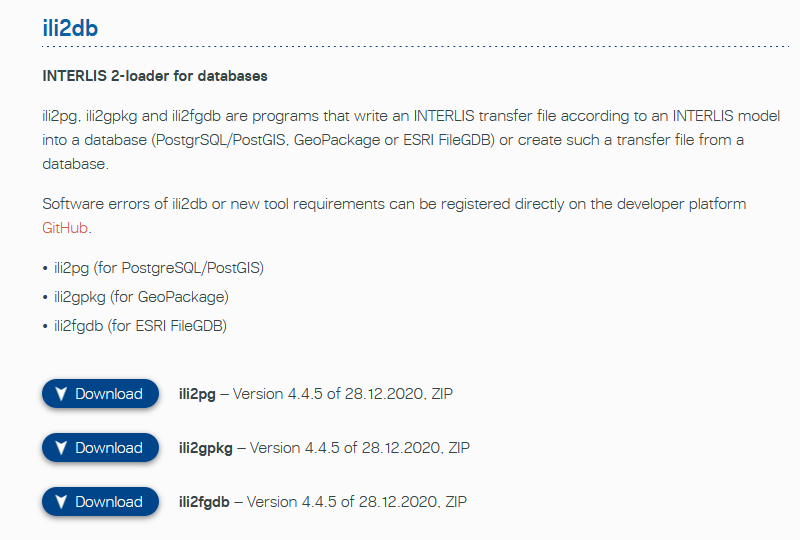 ili2db
INTERLIS 2-loader for databases
ili2pg, ili2gpkg and ili2fgdb are programs that write an INTERLIS transfer file according to an INTERLIS model
into a database (PostgrSQL/PostGIS, GeoPackage or ESRI FileGDB) or create such a transfer file from a
database.
Software errors of ili2db or new tool requirements can be registered directly on the developer platform
GitHub.
• ili2pg (for PostgreSQL/PostGIS)
• ili2gpkg (for GeoPackage)
• ili2fgdb (for ESRI FileGDB)
Download ili2pg – Version 4.4.5 of 28.12.2020, ZIP
Download ili2gpkg – Version 4.4.5 of 28.12.2020, ZIP
Download ili2fgdb – Version 4.4.5 of 28.12.2020, ZIP